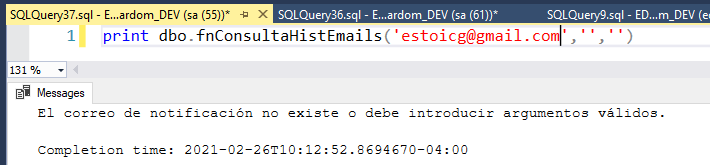 SQLQuery37.sql - E...ardom_DEV (sa (55))* SQLQuery36.sql - E...ardom_DEV (sa (61))* SQLQuery9.sql - ED...m_DEV (e
print dbo.fnConsultaHistEmails('estoicg@gmail.com','','')
131 %
Messages
El correo de notificación no existe o debe introducir argumentos válidos.
Completion time: 2021-02-26T10:12:52.8694670-04:00